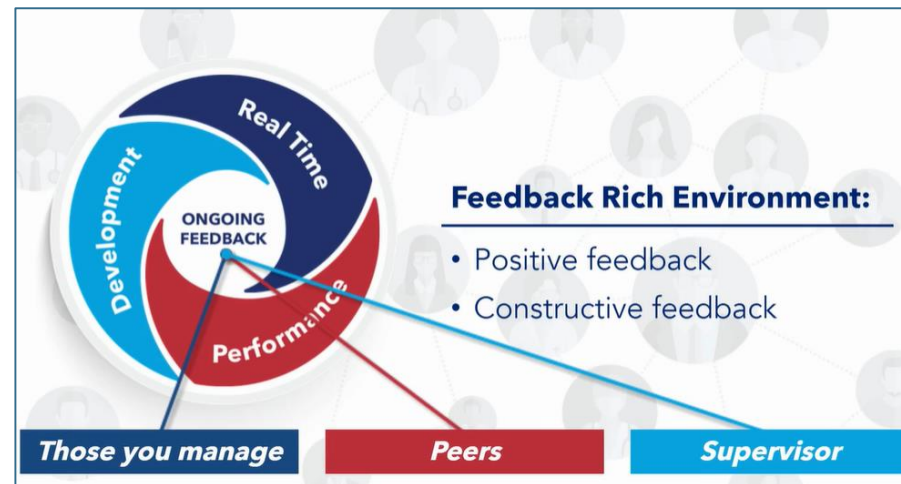 Real Time
Development
ONGOING
FEEDBACK
Performance
Feedback Rich Environment:
• Positive feedback
• Constructive feedback
Those you manage
Peers
Supervisor